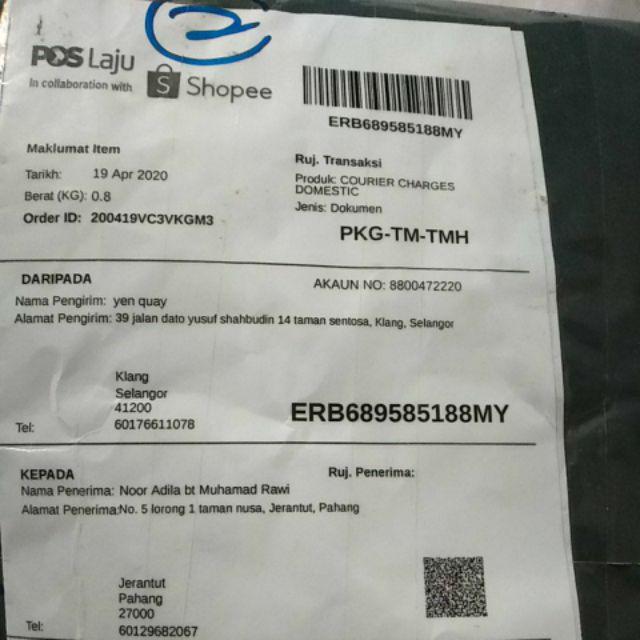 2
POS Laju
In collaboration with S Shopee
ERB689585188MY
Maklumat Item
Tarikh: 19 Apr 2020
Berat (KG): 0.8
Order ID: 200419VC3VKGM3
Ruj. Transaksi
Produk: COURIER CHARGES
DOMESTIC
Jenis: Dokumen
PKG-TM-TMH
DARIPADA
AKAUN NO: 8800472220
Nama Pengirim: yen quay
Alamat Pengirim: 39 jalan dato yusuf shahbudin 14 taman sentosa, Klang, Selangor
Klang
Selangor
41200
Tel: 60176611078
ERB689585188MY
KEPADA
Ruj. Penerima:
Nama Penerima: Noor Adila bt Muhamad Rawi
Alamat Penerima:No. 5 lorong 1 taman nusa, Jerantut, Pahang
Jerantut
Pahang
27000
Tel: 60129682067